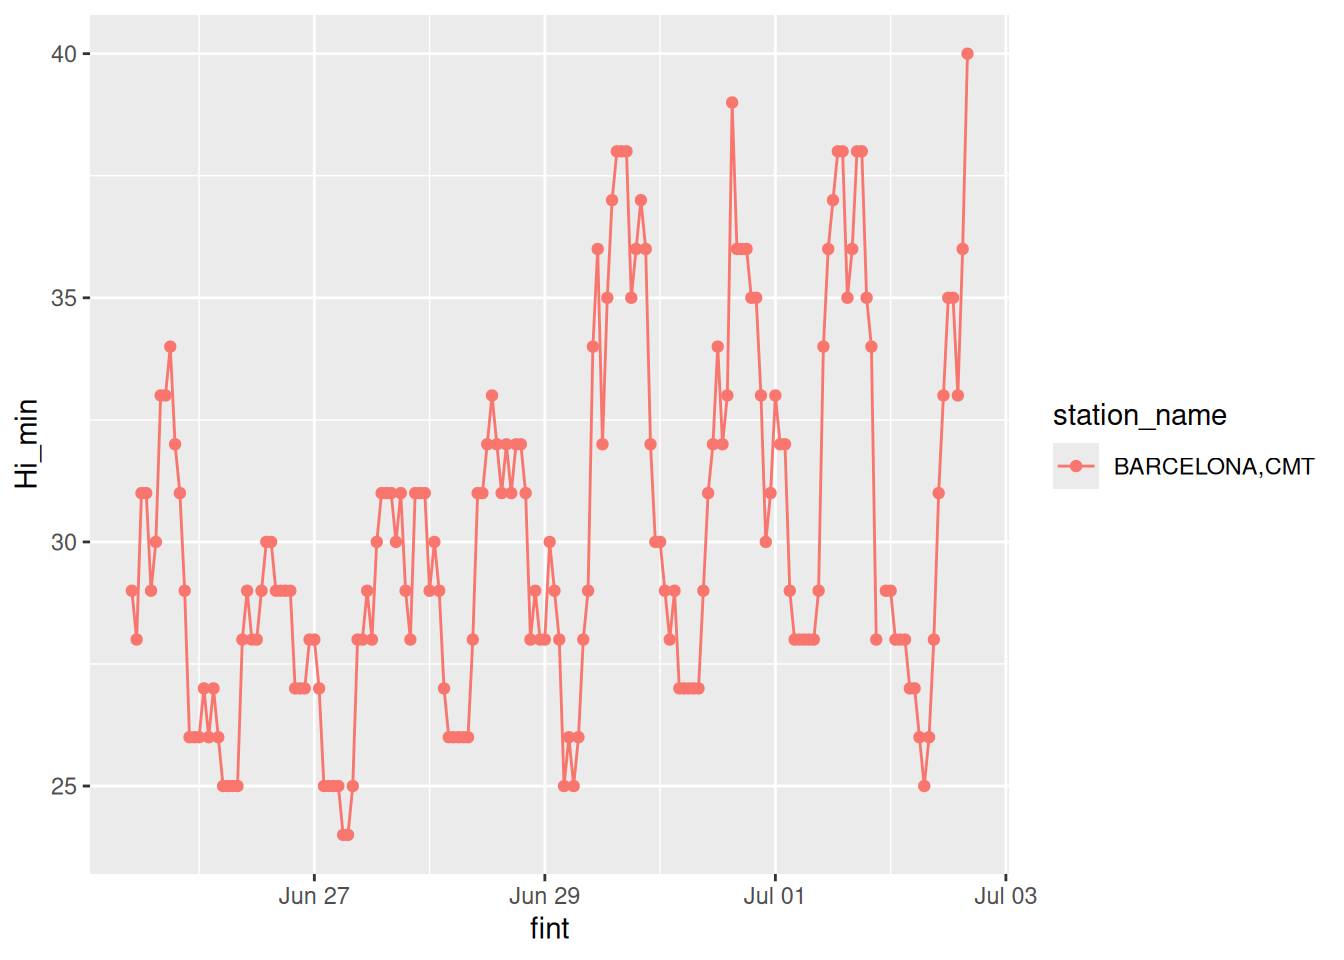 40
35
30
25
Hi_min
Jun 27
Jun 29
Jul 01
Jul 03
fint
station_name
BARCELONA,CMT